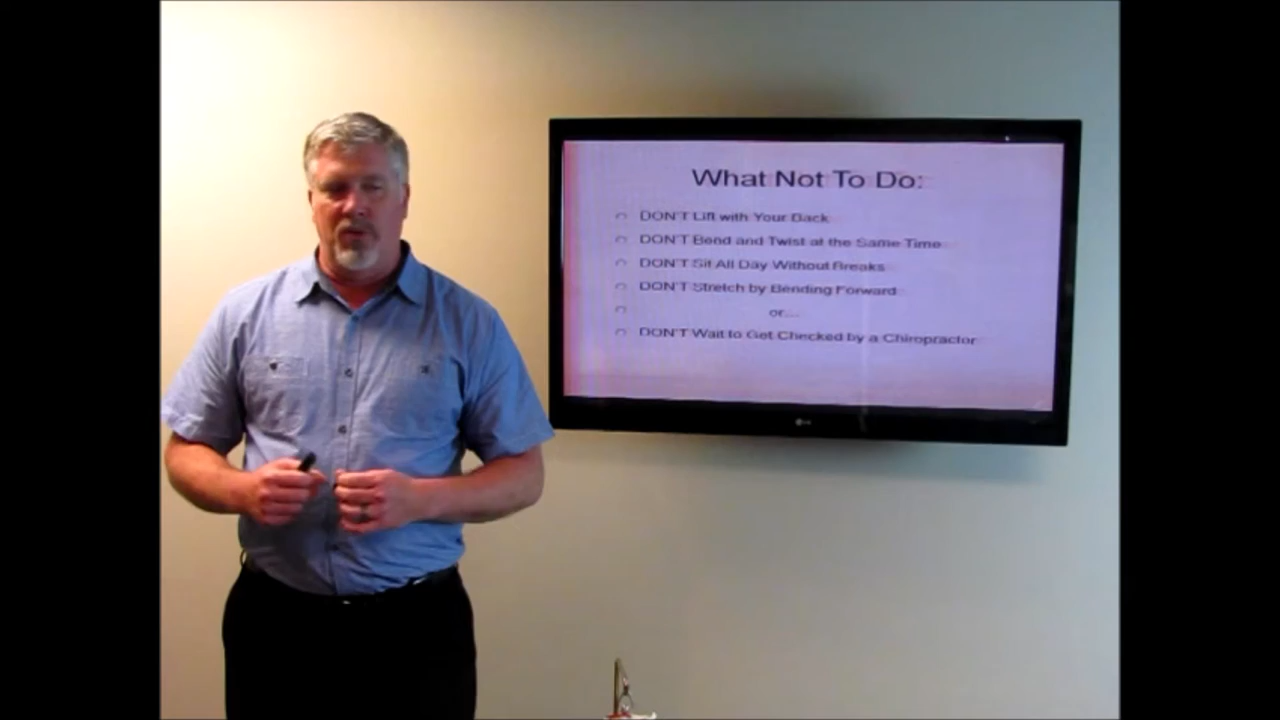 What Not To Do:
DON'T Lift with Your Back
DON'T Bend and Twist at the Same Time
DON'T Sit All Day Without Breaks
DON'T Stretch by Bending Forward
or...
DON'T Wait to Get Checked by a Chiropractor
LG